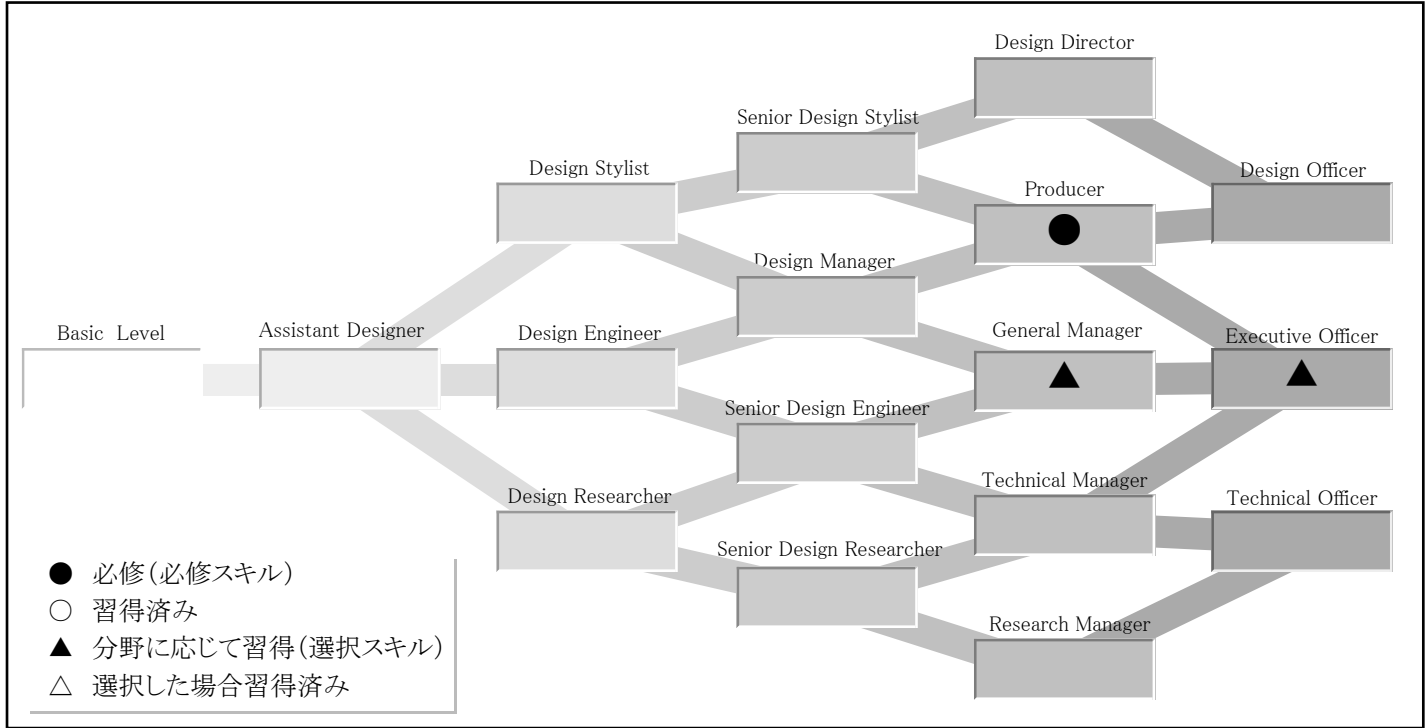 Design Director
Senior Design Stylist
Design Stylist
Design Officer
Producer
●
Design Manager
Basic Level
Assistant Designer
Design Engineer
General Manager
▲
Executive Officer
▲
Senior Design Engineer
Design Researcher
Technical Manager
Technical Officer
Senior Design Researcher
Research Manager
● 必修(必修スキル)
○ 習得済み
▲ 分野に応じて習得(選択スキル)
△ 選択した場合習得済み